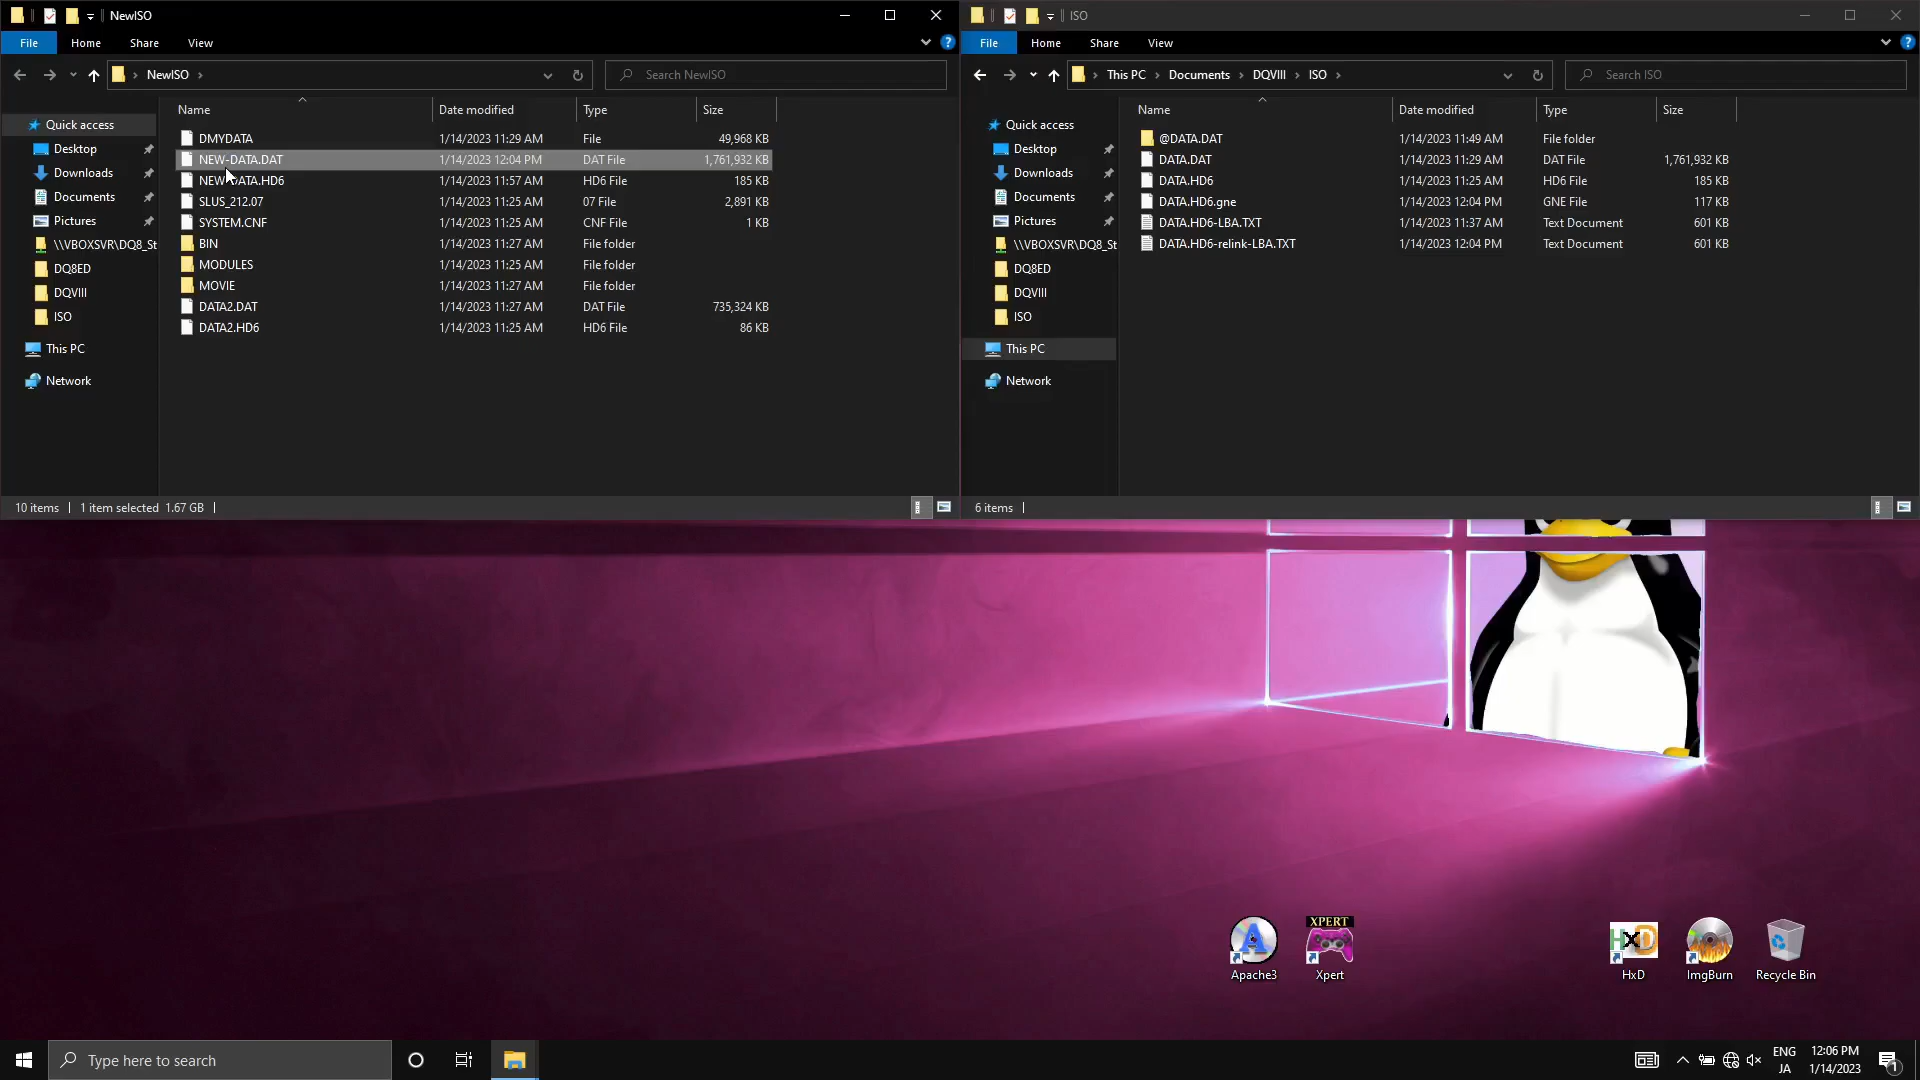 NewISO
File Home Share View
NewISO
Search NewISO
Name Date modified Type Size
Quick access
Desktop
Downloads
Documents
Pictures
\\VBOXSVR\DQ8_St
DQ8ED
DQVIII
ISO
This PC
Network
DMYDATA 1/14/2023 11:29 AM File 49,968 KB
NEW-DATA.DAT 1/14/2023 12:04 PM DAT File 1,761,932 KB
NEW-DATA.HD6 1/14/2023 11:57 AM HD6 File 185 KB
SLUS_212.07 1/14/2023 11:25 AM 07 File 2,891 KB
SYSTEM.CNF 1/14/2023 11:25 AM CNF File 1 KB
BIN 1/14/2023 11:27 AM File folder
MODULES 1/14/2023 11:25 AM File folder
MOVIE 1/14/2023 11:27 AM File folder
DATA2.DAT 1/14/2023 11:27 AM DAT File 735,324 KB
DATA2.HD6 1/14/2023 11:25 AM HD6 File 86 KB
10 items 1 item selected 1.67 GB
ISO
File Home Share View
This PC Documents DQVIII ISO
Search ISO
Name Date modified Type Size
Quick access
Desktop
Downloads
Documents
Pictures
\\VBOXSVR\DQ8_St
DQ8ED
DQVIII
ISO
This PC
Network
@DATA.DAT 1/14/2023 11:49 AM File folder
DATA.DAT 1/14/2023 11:29 AM DAT File 1,761,932 KB
DATA.HD6 1/14/2023 11:25 AM HD6 File 185 KB
DATA.HD6.gne 1/14/2023 12:04 PM GNE File 117 KB
DATA.HD6-LBA.TXT 1/14/2023 11:37 AM Text Document 601 KB
DATA.HD6-relink-LBA.TXT 1/14/2023 12:04 PM Text Document 601 KB
6 items
XPERT
HxD
Apache3 Xpert HxD ImgBurn Recycle Bin
Type here to search
ENG
JA
12:06 PM
1/14/2023
1